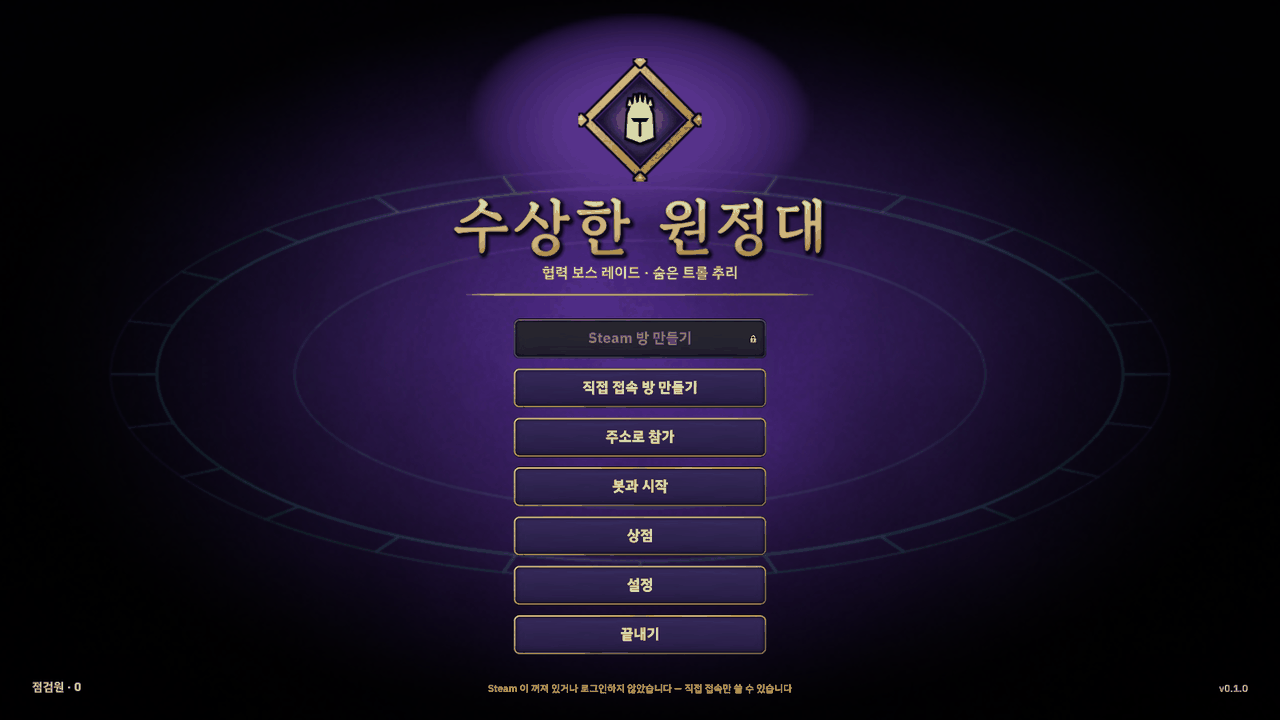 수상한 원정대
협력 보스 레이드 · 숨은 트롤 추리
Steam 방 만들기
직접 접속 방 만들기
주소로 참가
봇과 시작
상점
설정
끝내기
점검원 · 0
Steam 이 꺼져 있거나 로그인하지 않았습니다 — 직접 접속만 쓸 수 있습니다
v0.1.0